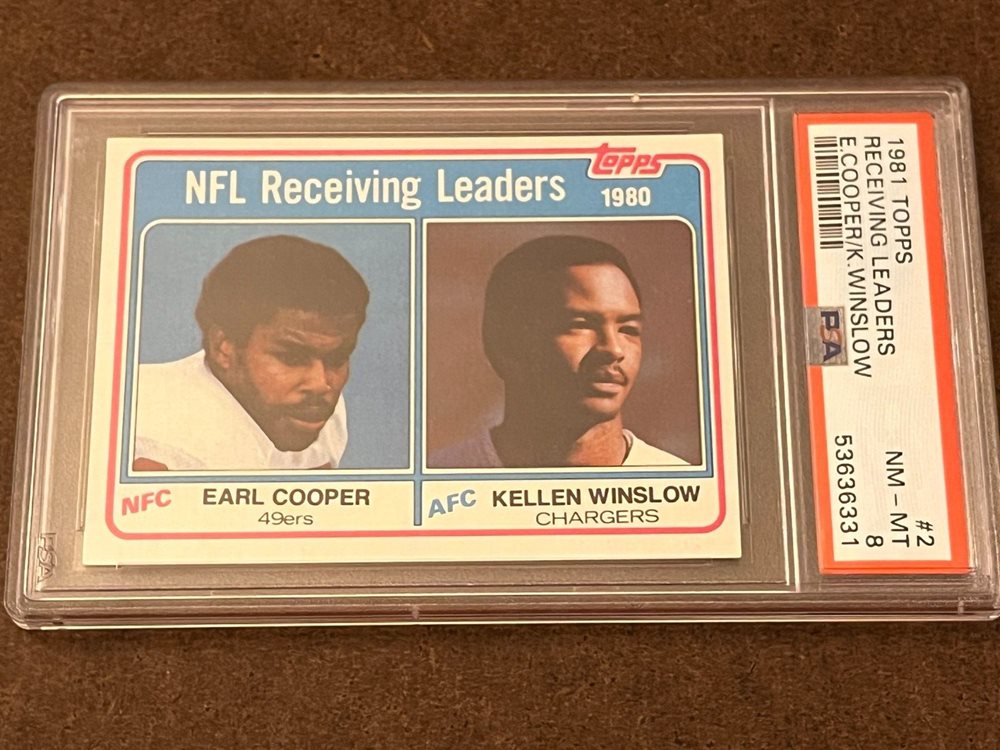 topps
NFL Receiving Leaders 1980
NFC EARL COOPER
49ers
AFC KELLEN WINSLOW
CHARGERS
1981 TOPPS #2
RECEIVING LEADERS NM - MT
E.COOPER/K.WINSLOW 8
PSA 53636331
PSA